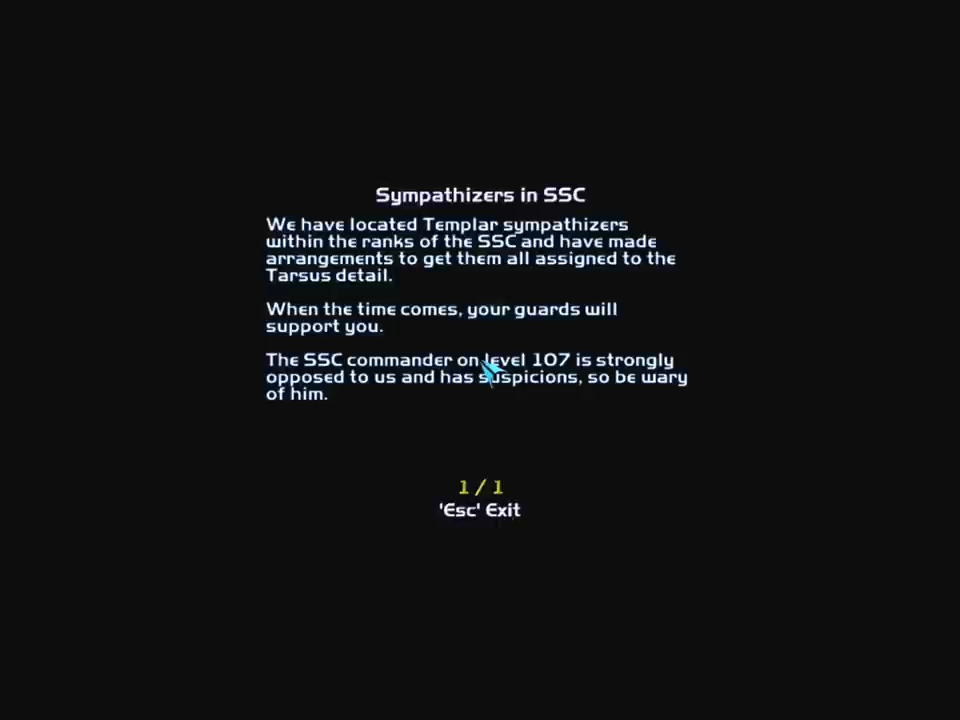 Sympathizers in SSC
We have located Templar sympathizers
within the ranks of the SSC and have made
arrangements to get them all assigned to the
Tarsus detail.
When the time comes, your guards will
support you.
The SSC commander on level 107 is strongly
opposed to us and has suspicions, so be wary
of him.
1 / 1
'Esc' Exit